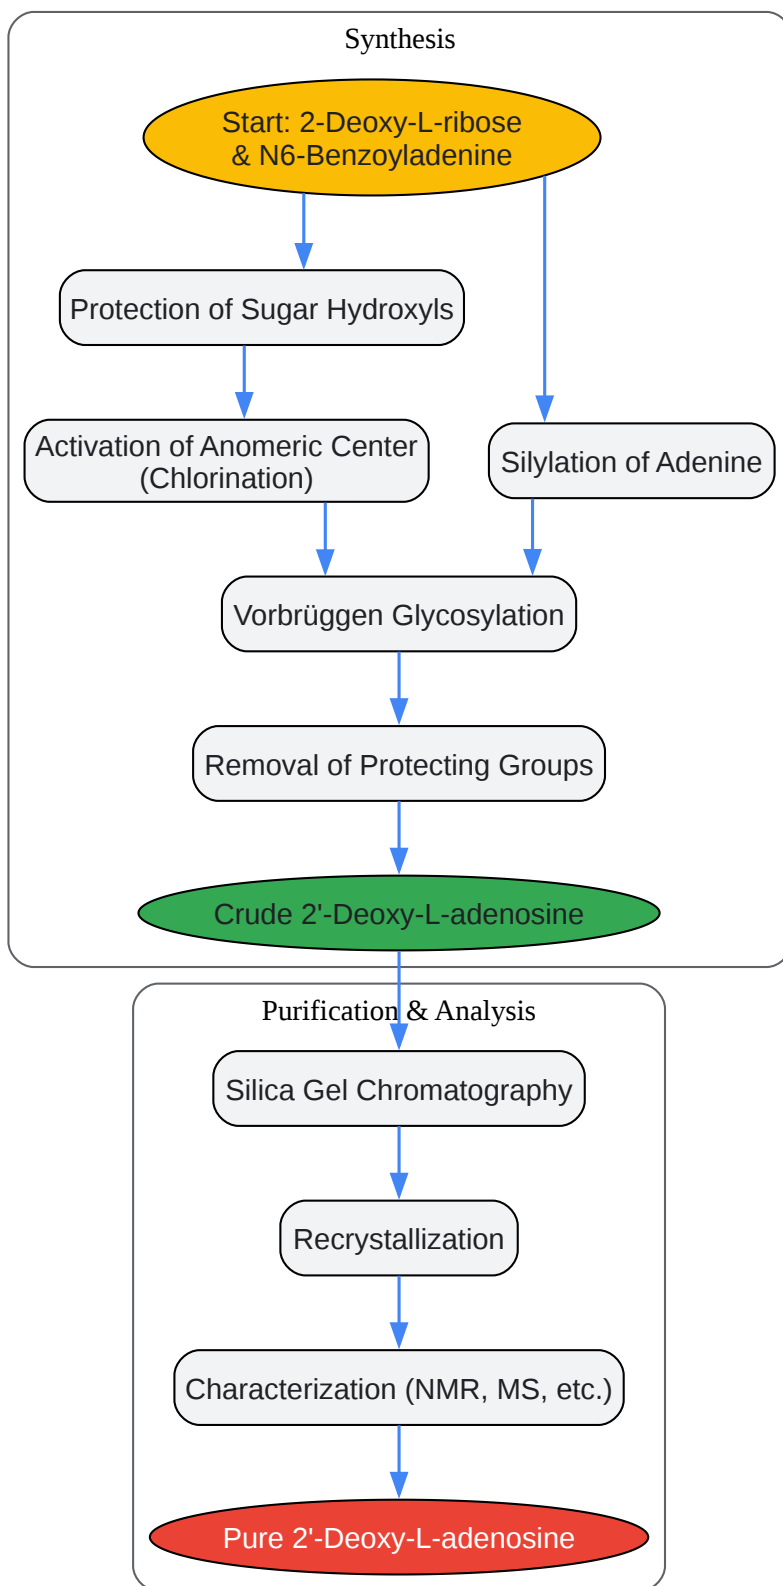 Synthesis
Start: 2-Deoxy-L-ribose
& N6-Benzoyladenine
Protection of Sugar Hydroxyls
Activation of Anomeric Center
(Chlorination)
Silylation of Adenine
Vorbrüggen Glycosylation
Removal of Protecting Groups
Crude 2'-Deoxy-L-adenosine
Purification & Analysis
Silica Gel Chromatography
Recrystallization
Characterization (NMR, MS, etc.)
Pure 2'-Deoxy-L-adenosine